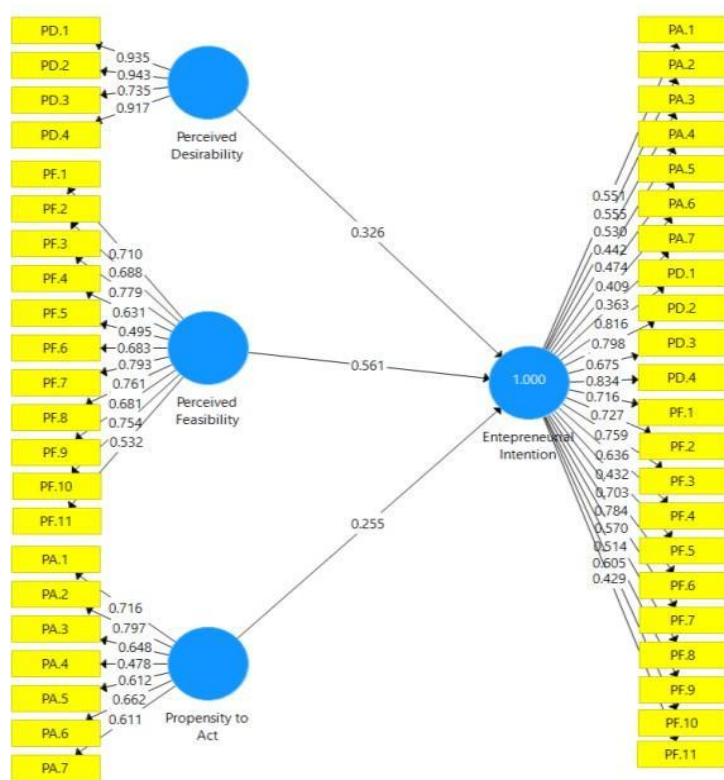 PD.1
PD.2
PD.3
PD.4
0.935
0.943
0.735
0.917
Perceived
Desirability
PF.1
PF.2
PF.3
PF.4
PF.5
PF.6
PF.7
PF.8
PF.9
PF.10
PF.11
0.710
0.688
0.779
0.631
0.495
0.683
0.793
0.761
0.681
0.754
0.532
Perceived
Feasibility
PA.1
PA.2
PA.3
PA.4
PA.5
PA.6
PA.7
0.716
0.797
0.648
0.478
0.612
0.662
0.611
Propensity to
Act
0.326
0.561
0.255
1.000
Entepreneurial
Intention
0.551
0.555
0.530
0.442
0.474
0.409
0.363
0.816
0.798
0.675
0.834
0.716
0.727
0.759
0.636
0.432
0.703
0.784
0.570
0.514
0.605
0.429
PA.1
PA.2
PA.3
PA.4
PA.5
PA.6
PA.7
PD.1
PD.2
PD.3
PD.4
PF.1
PF.2
PF.3
PF.4
PF.5
PF.6
PF.7
PF.8
PF.9
PF.10
PF.11